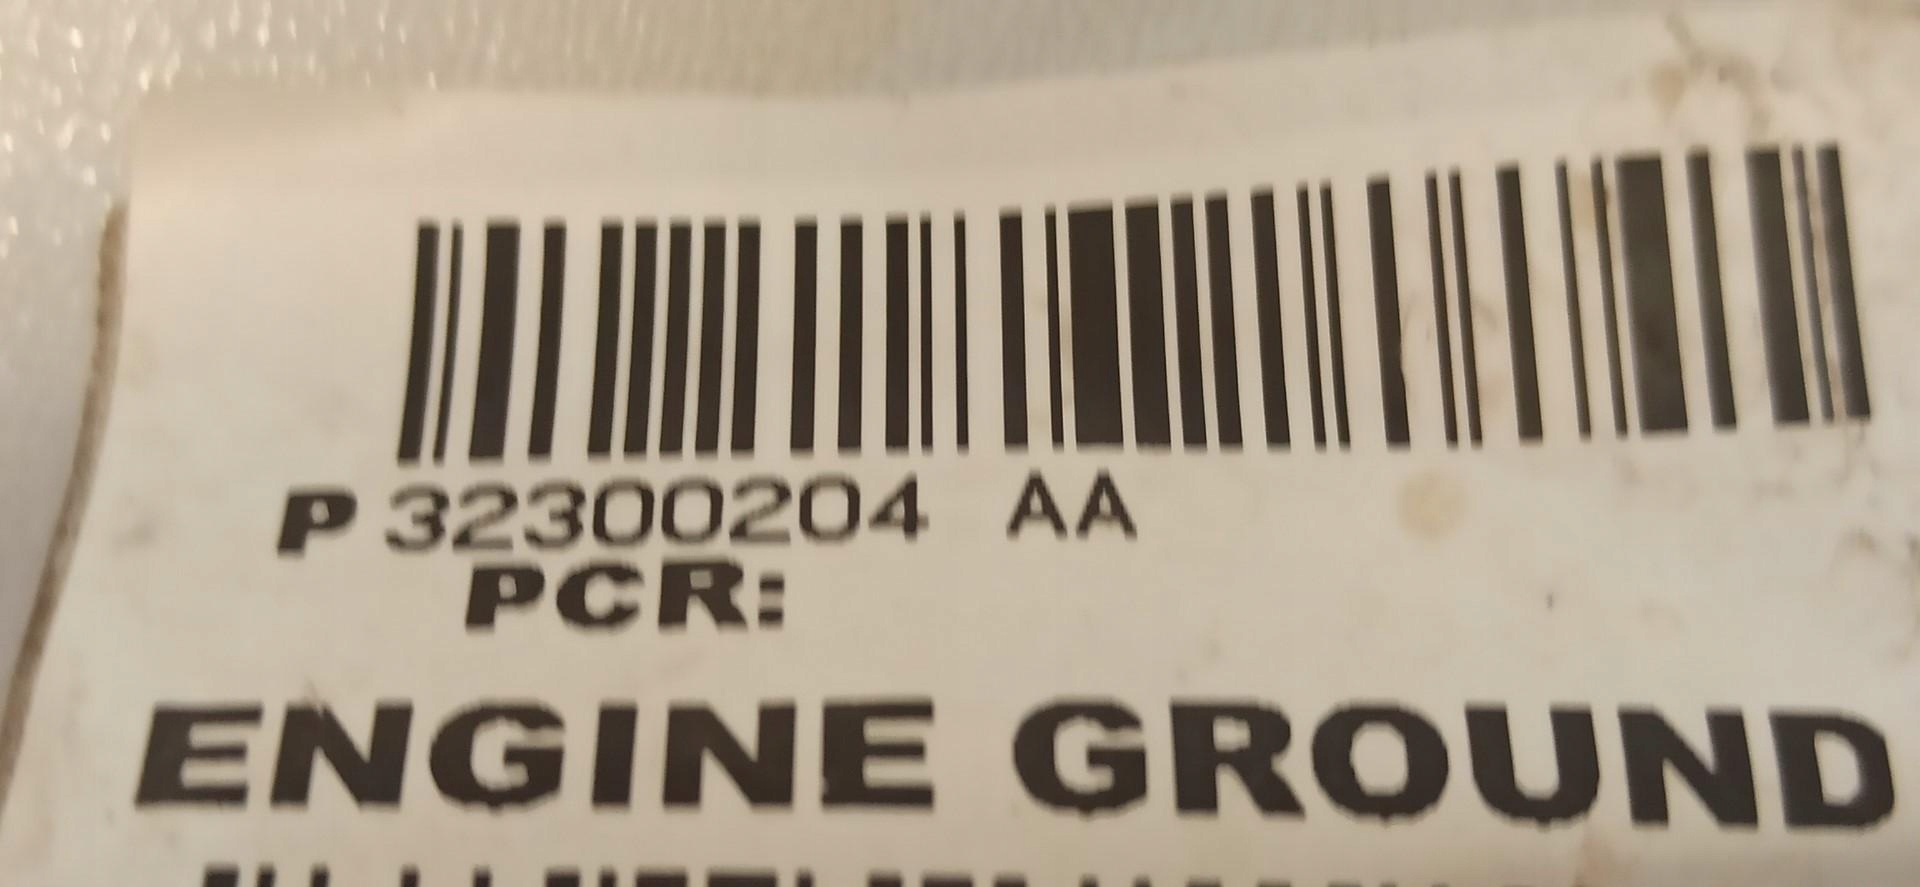 P 32300204 AA
PCR:
ENGINE GROUND